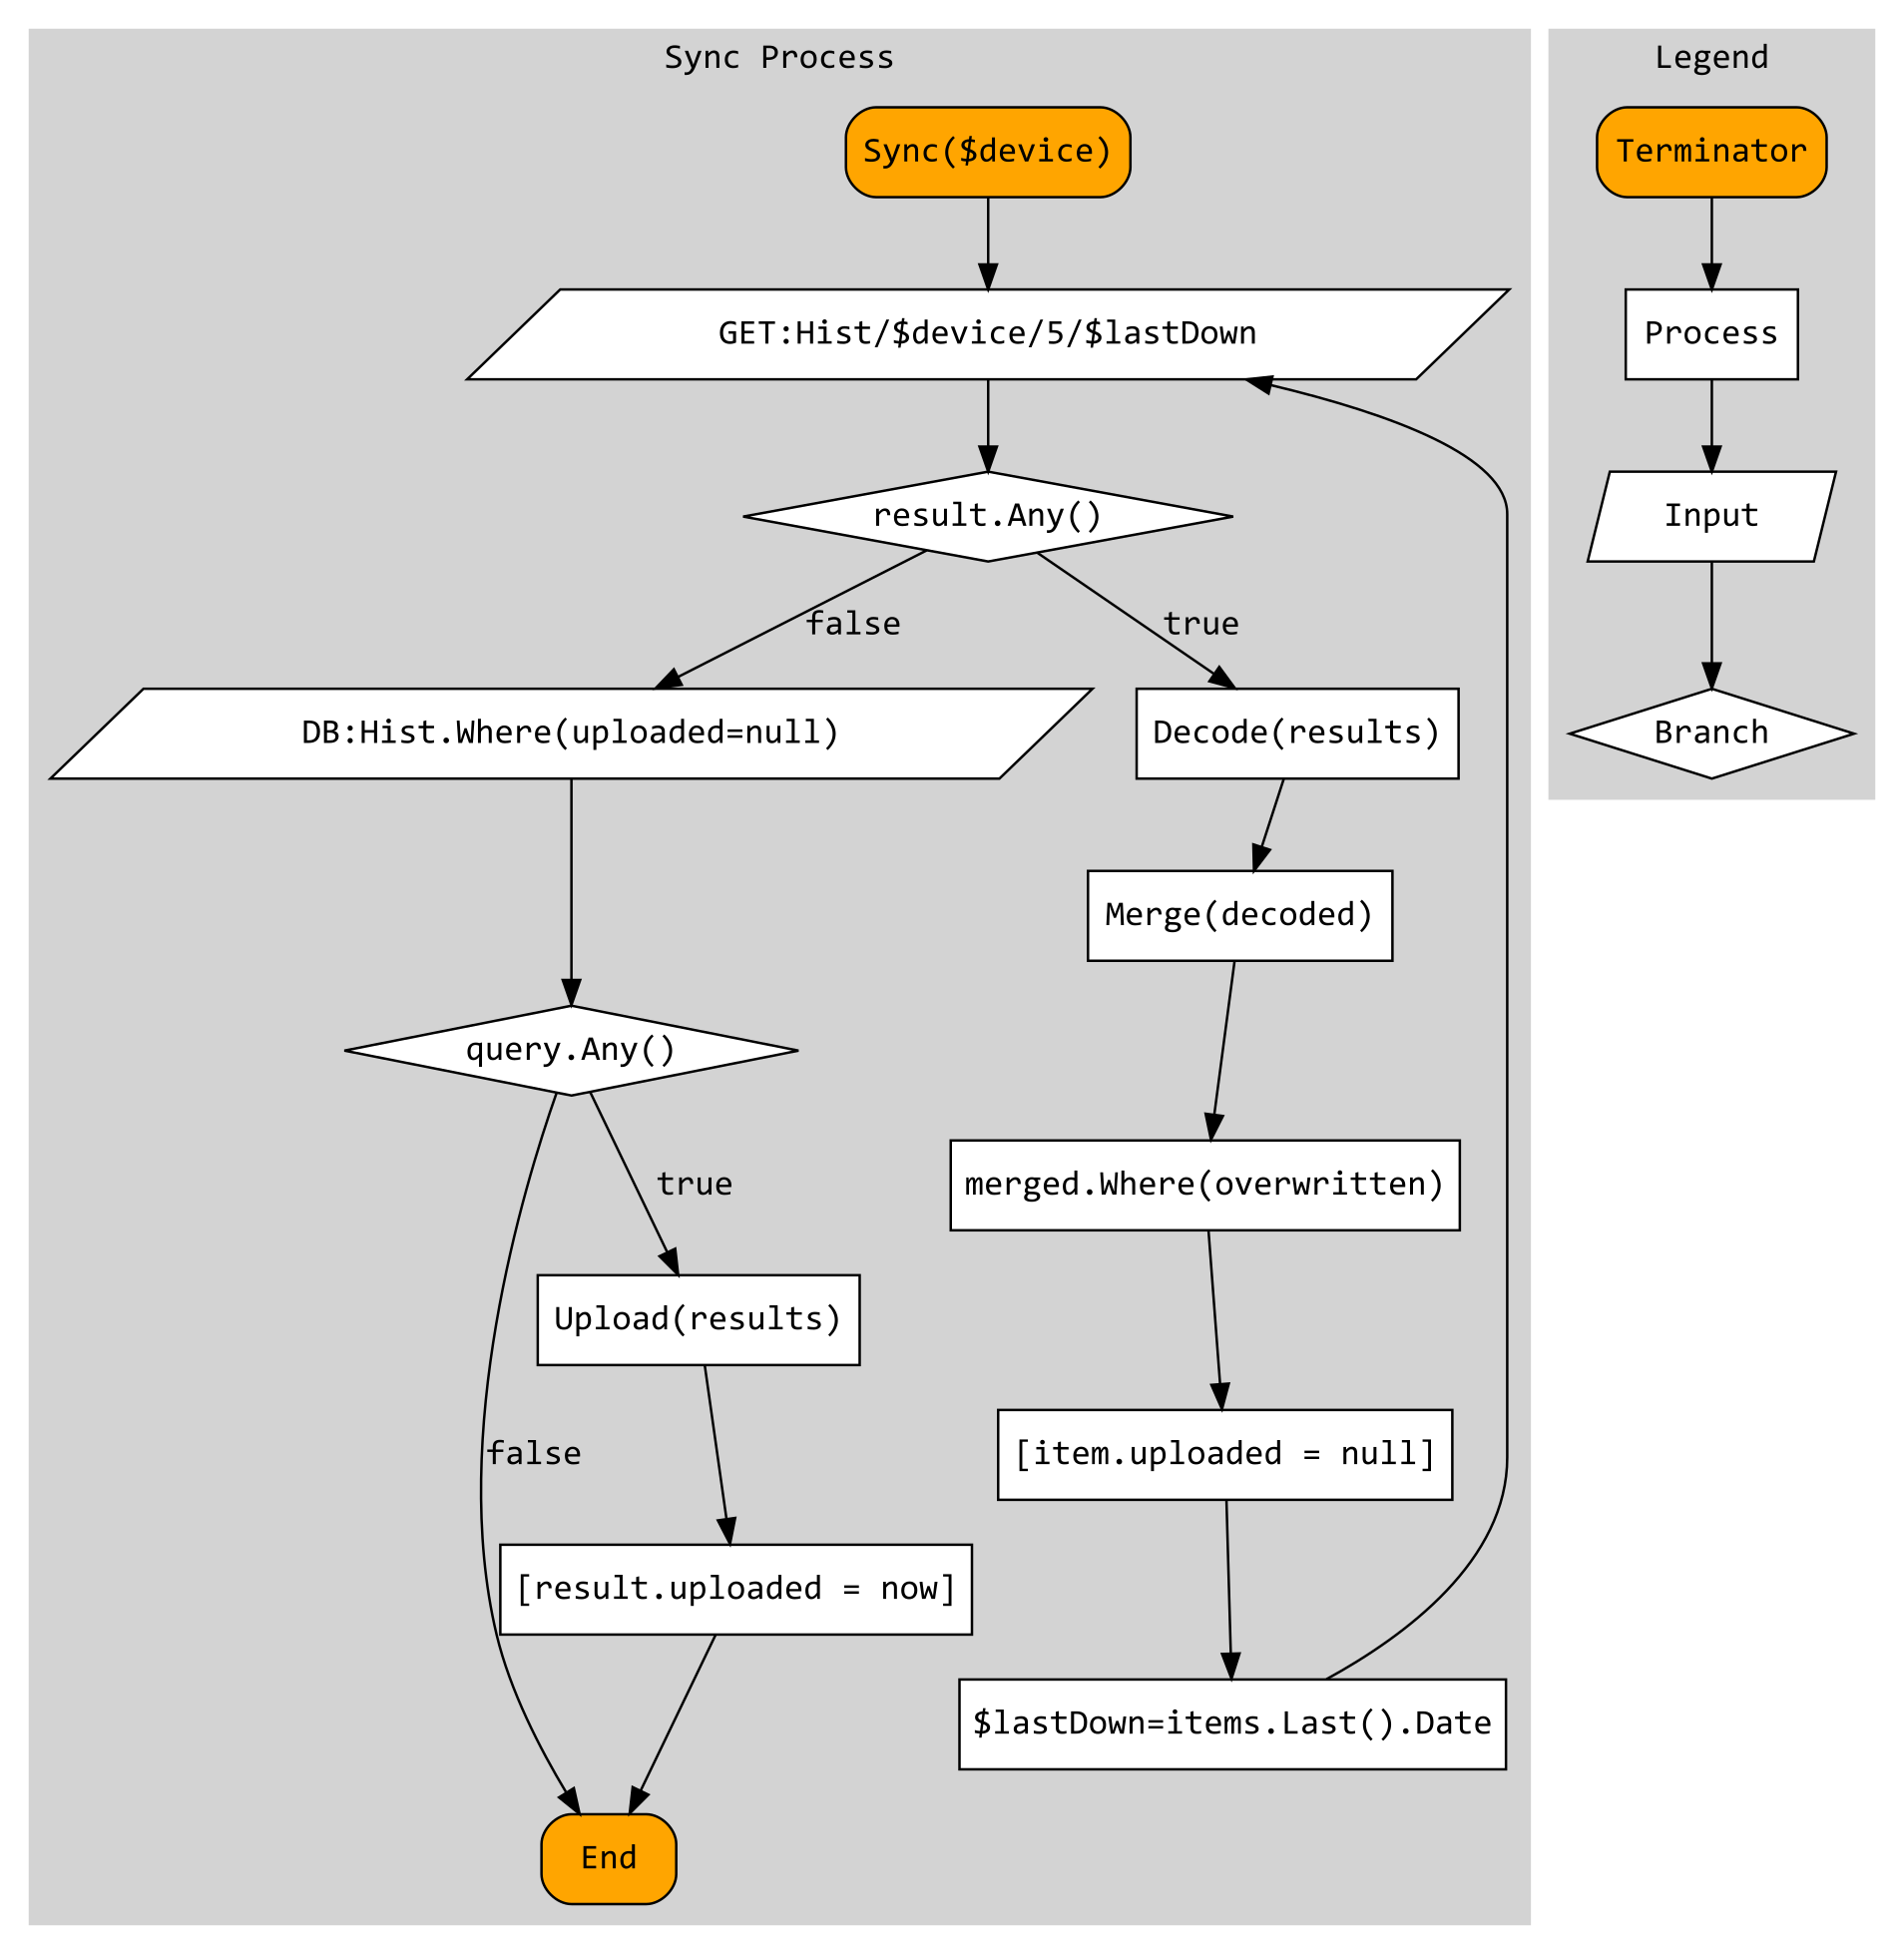 Sync Process
Sync($device)
GET:Hist/$device/5/$lastDown
result.Any()
false
true
DB:Hist.Where(uploaded=null)
Decode(results)
Merge(decoded)
query.Any()
true
merged.Where(overwritten)
Upload(results)
false
[item.uploaded = null]
[result.uploaded = now]
$lastDown=items.Last().Date
End
Legend
Terminator
Process
Input
Branch